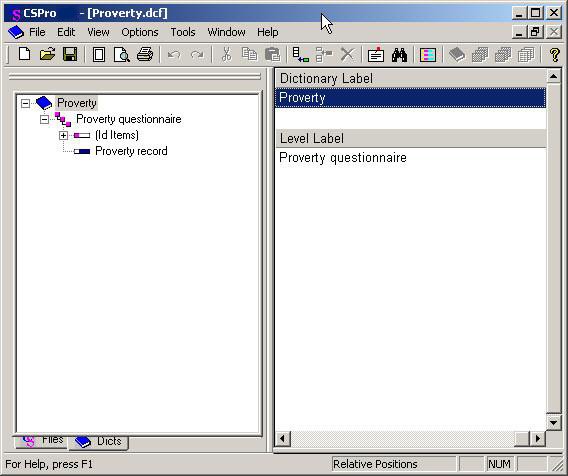 CSPro - [Proverty.dcf]
File Edit View Options Tools Window Help
Proverty
Proverty questionnaire
(Id Items)
Proverty record
Dictionary Label
Proverty
Level Label
Proverty questionnaire
Files Dicts
For Help, press F1 Relative Positions NUM